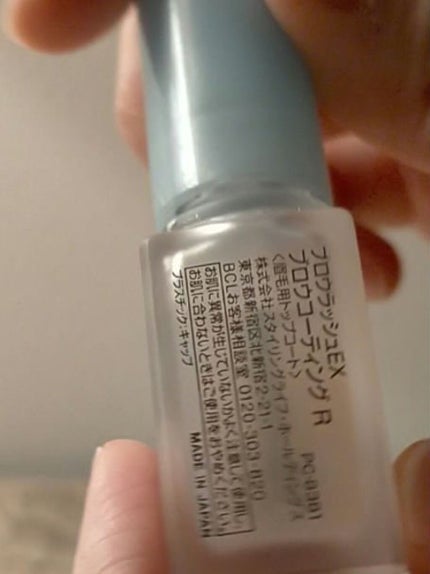 ブロウラッシュEX
ブロウコーティング R
〈眉毛用トップコート〉 PC-8381
株式会社スタイリングライフ・ホールディングス
東京都新宿区北新宿2-21-1
BCLお客様相談室 0120-303-820
お肌に異常が生じていないかよく注意して使用し、
お肌に合わないときはご使用をおやめください。
プラスチック:キャップ MADE IN JAPAN